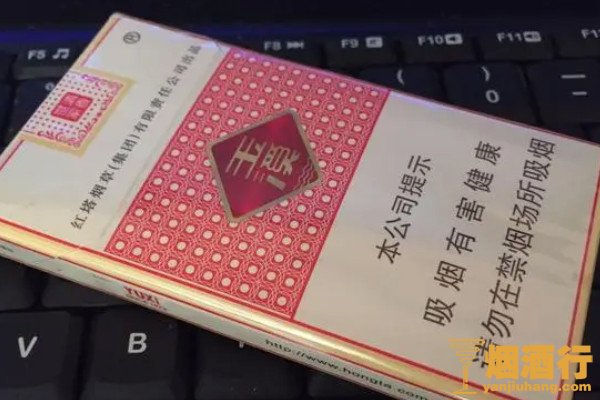 F5
F8
F9
F10
F11
(
)
0
®
红塔烟草(集团)有限责任公司出品
玉溪
本公司提示
吸烟有害健康
请勿在禁烟场所吸烟
YUXI
http://www.hongta.com
V
B
烟酒行
yanjiuhang.com